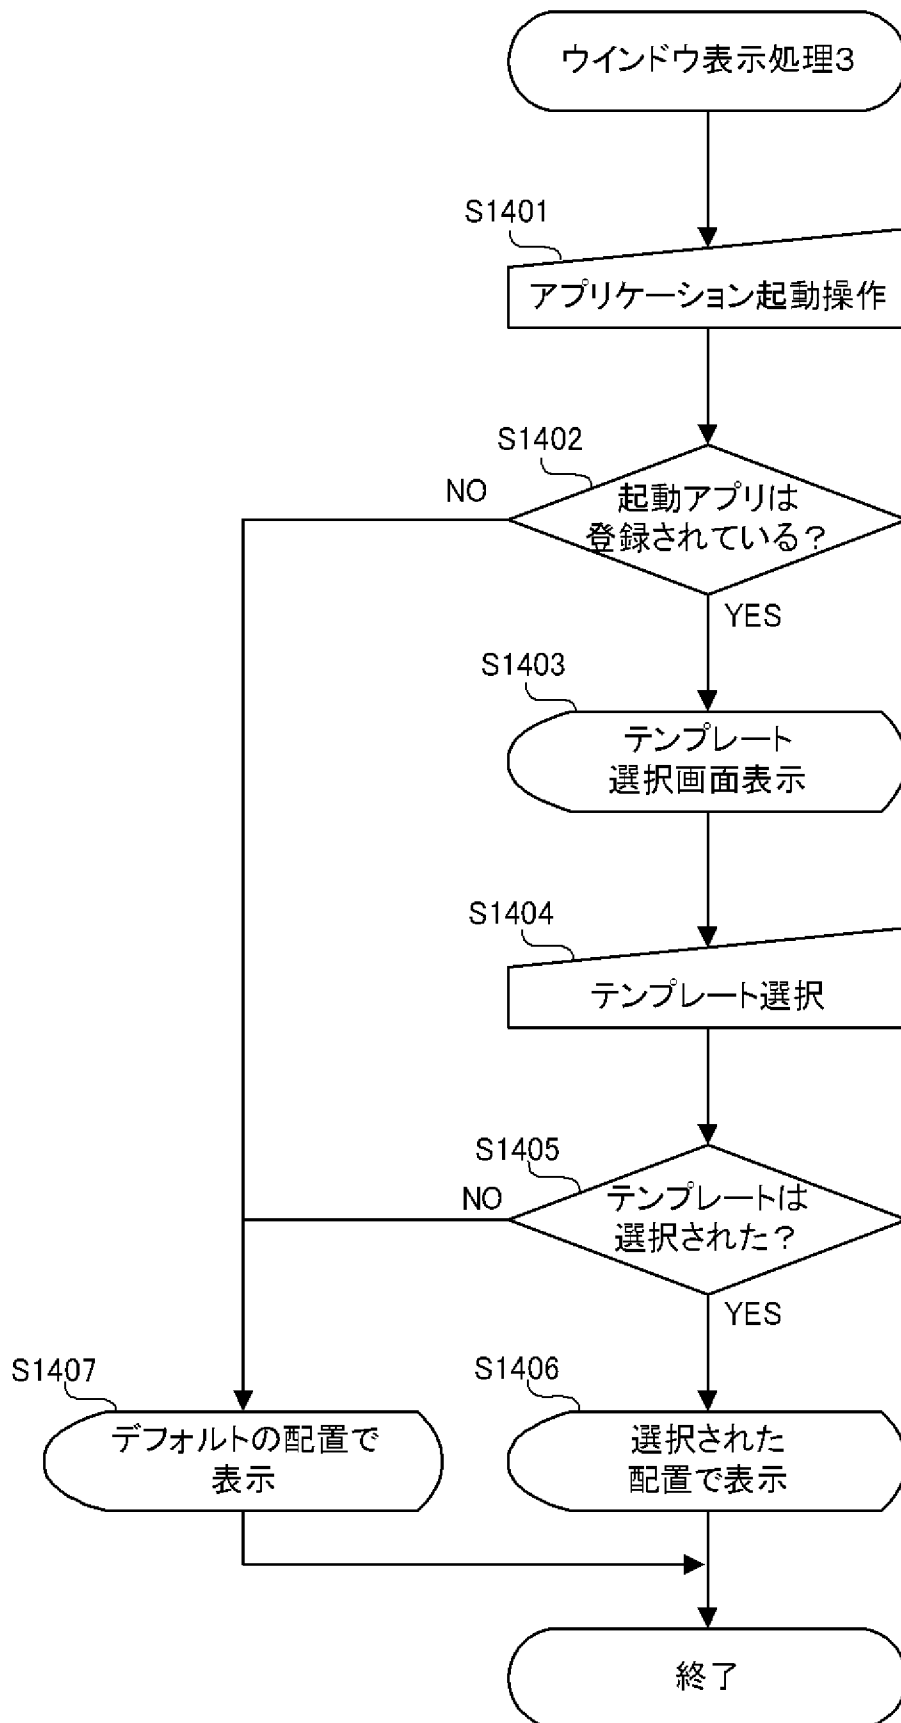 ウインドウ表示処理3
S1401
アプリケーション起動操作
S1402
NO
起動アプリは
登録されている？
YES
S1403
テンプレート
選択画面表示
S1404
テンプレート選択
S1405
NO
テンプレートは
選択された？
YES
S1407
デフォルトの配置で
表示
S1406
選択された
配置で表示
終了